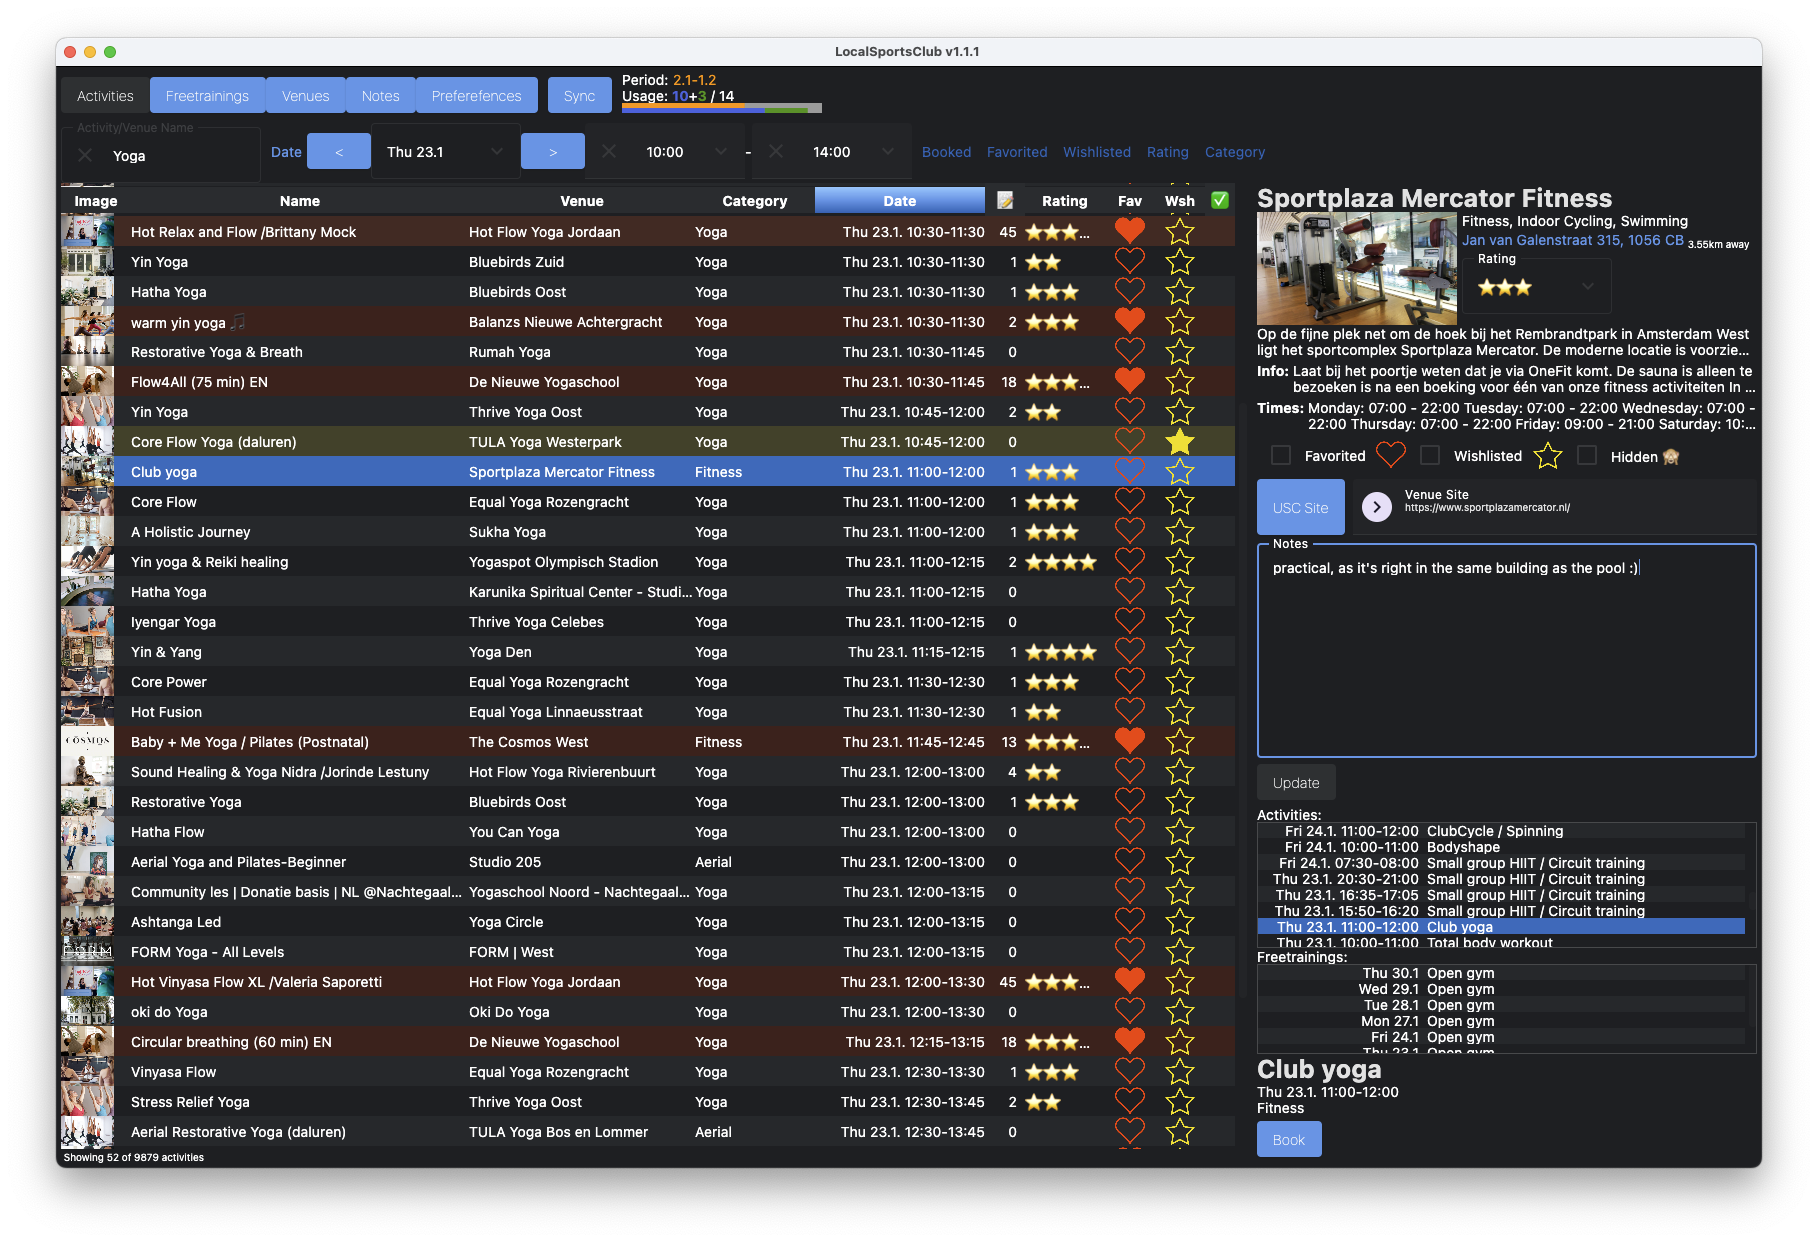 LocalSportsClub v1.1.1
Activities Freetrainings Venues Notes Preferefences Sync
Period: 2.1-1.2
Usage: 10+3 / 14
Activity/Venue Name
Yoga Date < Thu 23.1 > 10:00 - 14:00 Booked Favorited Wishlisted Rating Category
Image Name Venue Category Date Rating Fav Wsh
Hot Relax and Flow /Brittany Mock Hot Flow Yoga Jordaan Yoga Thu 23.1. 10:30-11:30 45 ...
Yin Yoga Bluebirds Zuid Yoga Thu 23.1. 10:30-11:30 1
Hatha Yoga Bluebirds Oost Yoga Thu 23.1. 10:30-11:30 1
warm yin yoga 🎵 Balanzs Nieuwe Achtergracht Yoga Thu 23.1. 10:30-11:30 2
Restorative Yoga & Breath Rumah Yoga Yoga Thu 23.1. 10:30-11:45 0
Flow4All (75 min) EN De Nieuwe Yogaschool Yoga Thu 23.1. 10:30-11:45 18 ...
Yin Yoga Thrive Yoga Oost Yoga Thu 23.1. 10:45-12:00 2
Core Flow Yoga (daluren) TULA Yoga Westerpark Yoga Thu 23.1. 10:45-12:00 0
Club yoga Sportplaza Mercator Fitness Fitness Thu 23.1. 11:00-12:00 1
Core Flow Equal Yoga Rozengracht Yoga Thu 23.1. 11:00-12:00 1
A Holistic Journey Sukha Yoga Yoga Thu 23.1. 11:00-12:00 1
Yin yoga & Reiki healing Yogaspot Olympisch Stadion Yoga Thu 23.1. 11:00-12:15 2
Hatha Yoga Karunika Spiritual Center - Studi... Yoga Thu 23.1. 11:00-12:15 0
Iyengar Yoga Thrive Yoga Celebes Yoga Thu 23.1. 11:00-12:15 0
Yin & Yang Yoga Den Yoga Thu 23.1. 11:15-12:15 1
Core Power Equal Yoga Rozengracht Yoga Thu 23.1. 11:30-12:30 1
Hot Fusion Equal Yoga Linnaeusstraat Yoga Thu 23.1. 11:30-12:30 1
COSMOS Baby + Me Yoga / Pilates (Postnatal) The Cosmos West Fitness Thu 23.1. 11:45-12:45 13 ...
Sound Healing & Yoga Nidra /Jorinde Lestuny Hot Flow Yoga Rivierenbuurt Yoga Thu 23.1. 12:00-13:00 4
Restorative Yoga Bluebirds Oost Yoga Thu 23.1. 12:00-13:00 1
Hatha Flow You Can Yoga Yoga Thu 23.1. 12:00-13:00 0
Aerial Yoga and Pilates-Beginner Studio 205 Aerial Thu 23.1. 12:00-13:00 0
Community les | Donatie basis | NL @Nachtegaal... Yogaschool Noord - Nachtegaal... Yoga Thu 23.1. 12:00-13:15 0
Ashtanga Led Yoga Circle Yoga Thu 23.1. 12:00-13:15 0
FORM FORM Yoga - All Levels FORM | West Yoga Thu 23.1. 12:00-13:15 0
Hot Vinyasa Flow XL /Valeria Saporetti Hot Flow Yoga Jordaan Yoga Thu 23.1. 12:00-13:30 45 ...
oki do Yoga Oki Do Yoga Yoga Thu 23.1. 12:00-13:30 0
Circular breathing (60 min) EN De Nieuwe Yogaschool Yoga Thu 23.1. 12:15-13:15 18 ...
Vinyasa Flow Equal Yoga Rozengracht Yoga Thu 23.1. 12:30-13:30 1
Stress Relief Yoga Thrive Yoga Oost Yoga Thu 23.1. 12:30-13:45 2
Aerial Restorative Yoga (daluren) TULA Yoga Bos en Lommer Aerial Thu 23.1. 12:30-13:45 0
Showing 52 of 9879 activities
Sportplaza Mercator Fitness
Fitness, Indoor Cycling, Swimming
Jan van Galenstraat 315, 1056 CB 3.55km away
Rating
Op de fijne plek net om de hoek bij het Rembrandtpark in Amsterdam West
ligt het sportcomplex Sportplaza Mercator. De moderne locatie is voorzie...
Info: Laat bij het poortje weten dat je via OneFit komt. De sauna is alleen te
bezoeken is na een boeking voor één van onze fitness activiteiten In ...
Times: Monday: 07:00 - 22:00 Tuesday: 07:00 - 22:00 Wednesday: 07:00 -
22:00 Thursday: 07:00 - 22:00 Friday: 09:00 - 21:00 Saturday: 10:...
Favorited Wishlisted Hidden
USC Site
Venue Site
https://www.sportplazamercator.nl/
Notes
practical, as it's right in the same building as the pool :)
Update
Activities:
Fri 24.1. 11:00-12:00 ClubCycle / Spinning
Fri 24.1. 10:00-11:00 Bodyshape
Fri 24.1. 07:30-08:00 Small group HIIT / Circuit training
Thu 23.1. 20:30-21:00 Small group HIIT / Circuit training
Thu 23.1. 16:35-17:05 Small group HIIT / Circuit training
Thu 23.1. 15:50-16:20 Small group HIIT / Circuit training
Thu 23.1. 11:00-12:00 Club yoga
Thu 23.1. 10:00-11:00 Total body workout
Freetrainings:
Thu 30.1 Open gym
Wed 29.1 Open gym
Tue 28.1 Open gym
Mon 27.1 Open gym
Fri 24.1 Open gym
Thu 23.1 Open gym
Club yoga
Thu 23.1. 11:00-12:00
Fitness
Book